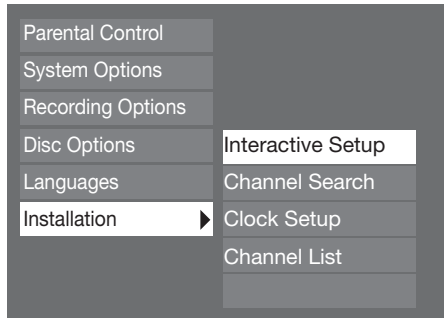 Parental Control
System Options
Recording Options
Disc Options
Languages
Installation
Interactive Setup
Channel Search
Clock Setup
Channel List